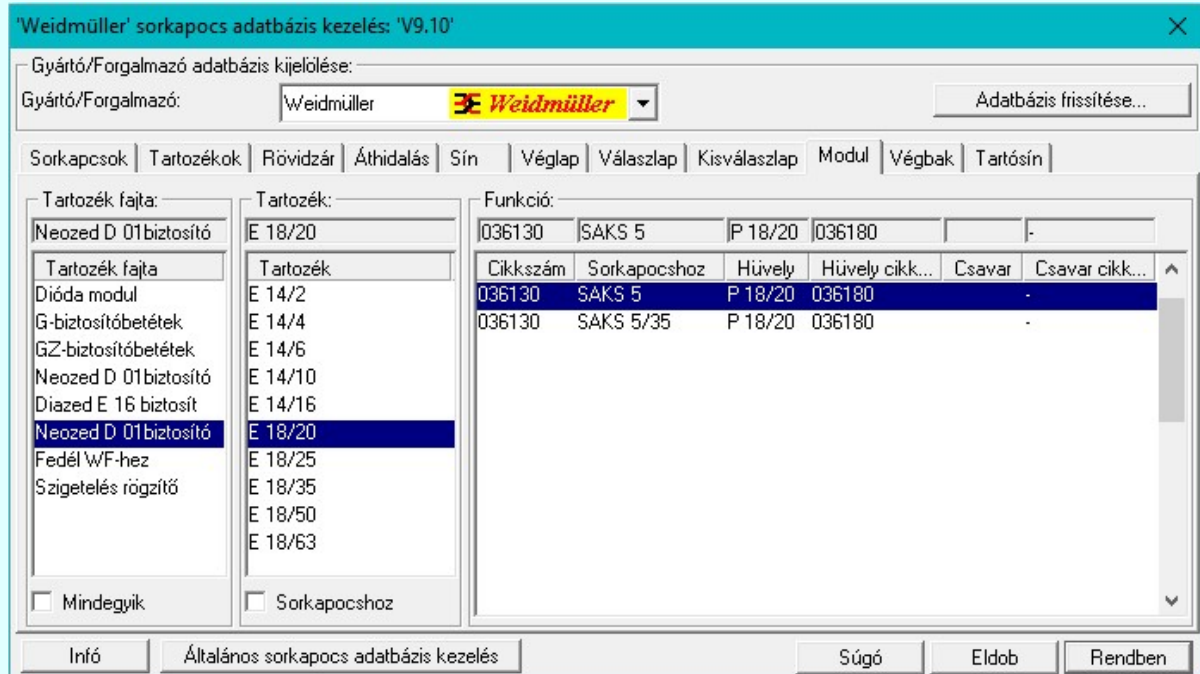 'Weidmüller' sorkapocs adatbázis kezelés: 'V9.10'
Gyártó/Forgalmazó adatbázis kijelölése:
Gyártó/Forgalmazó: Weidmüller Weidmüller Adatbázis frissítése...
Sorkapcsok Tartozékok Rövidzár Áthidalás Sín Véglap Válaszlap Kisválaszlap Modul Végbak Tartósín
Tartozék fajta: Tartozék: Funkció:
Neozed D 01biztosító E 18/20 036130 SAKS 5 P 18/20 036180 -
Tartozék fajta Tartozék Cikkszám Sorkapocshoz Hüvely Hüvely cikk... Csavar Csavar cikk...
Dióda modul E 14/2 036130 SAKS 5 P 18/20 036180 -
G-biztosítóbetétek E 14/4 036130 SAKS 5/35 P 18/20 036180 -
GZ-biztosítóbetétek E 14/6
Neozed D 01biztosító E 14/10
Diazed E 16 biztosít E 14/16
Neozed D 01biztosító E 18/20
Fedél WF-hez E 18/25
Szigetelés rögzítő E 18/35
E 18/50
E 18/63
Mindegyik Sorkapocshoz
Infó Általános sorkapocs adatbázis kezelés Súgó Eldob Rendben